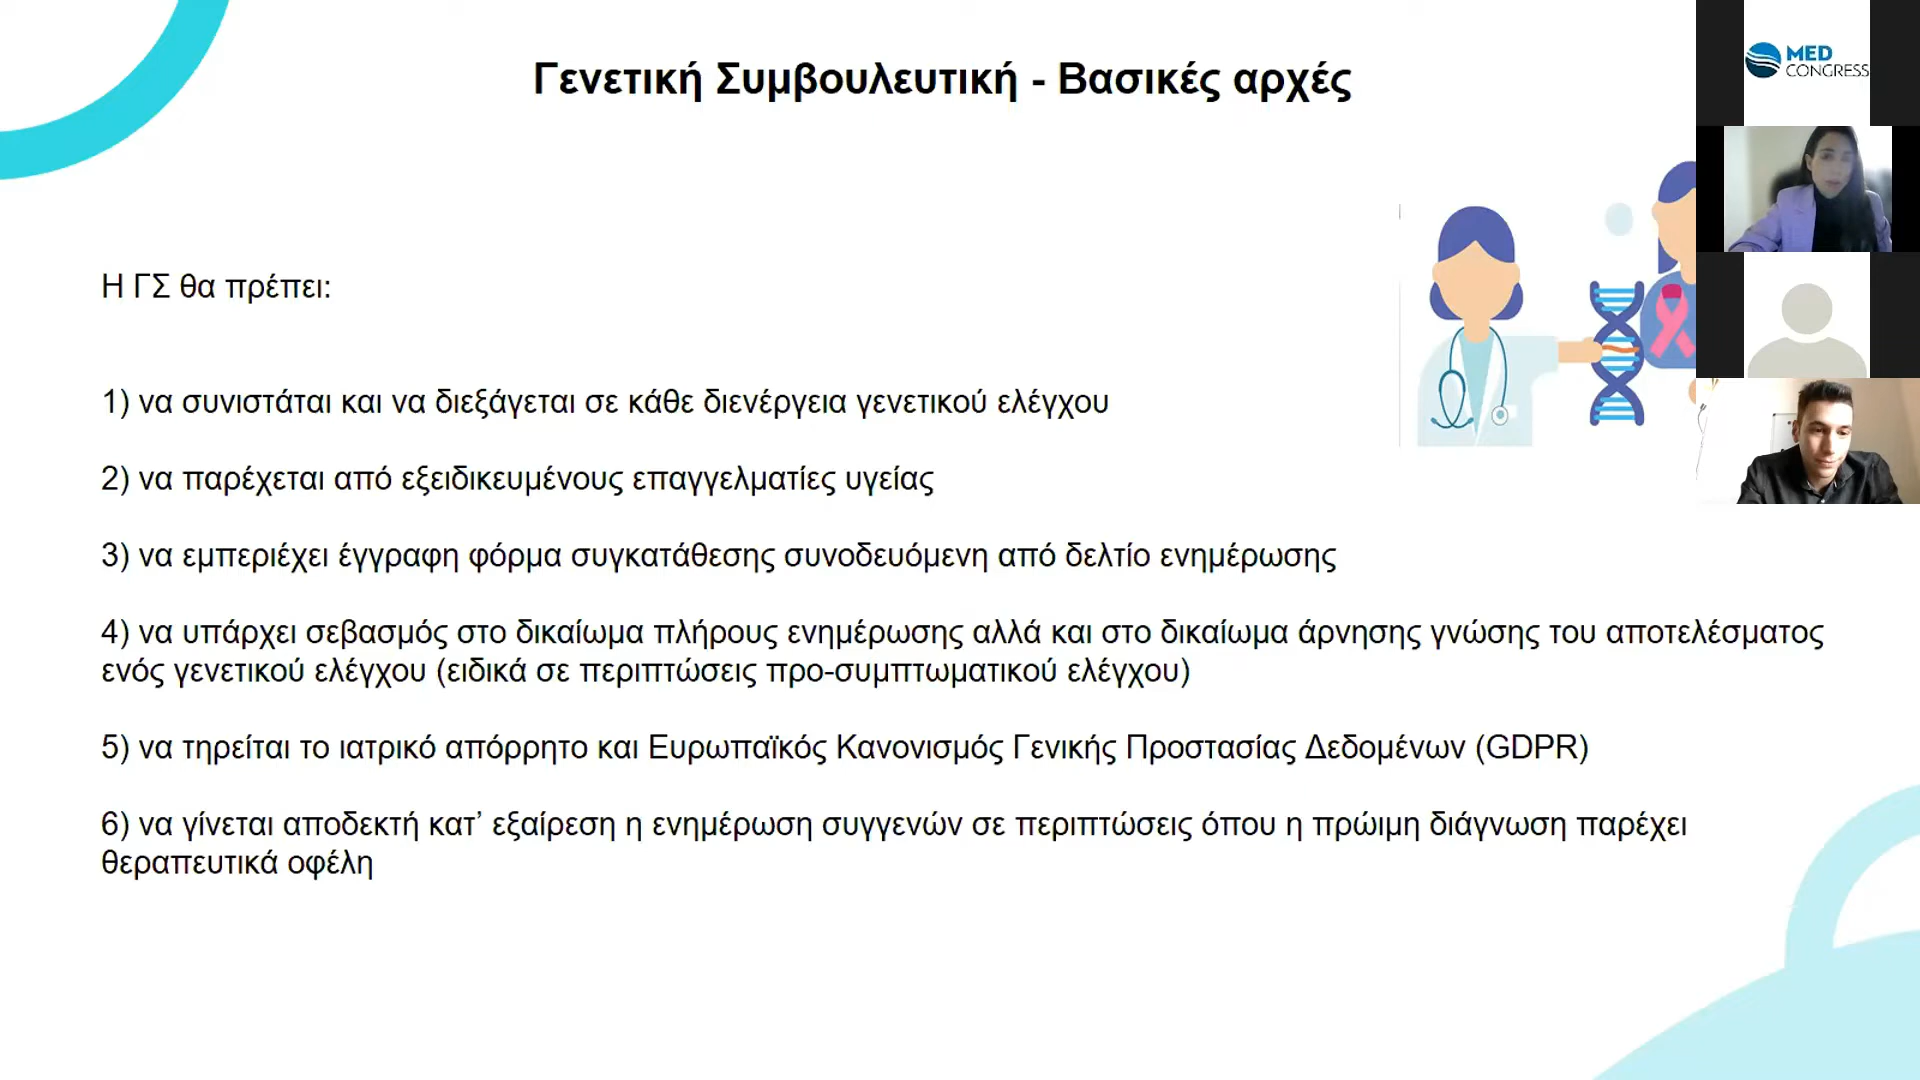 Γενετική Συμβουλευτική - Βασικές αρχές
MED
CONGRESS
Η ΓΣ θα πρέπει:
1) να συνιστάται και να διεξάγεται σε κάθε διενέργεια γενετικού ελέγχου
2) να παρέχεται από εξειδικευμένους επαγγελματίες υγείας
3) να εμπεριέχει έγγραφη φόρμα συγκατάθεσης συνοδευόμενη από δελτίο ενημέρωσης
4) να υπάρχει σεβασμός στο δικαίωμα πλήρους ενημέρωσης αλλά και στο δικαίωμα άρνησης γνώσης του αποτελέσματος
ενός γενετικού ελέγχου (ειδικά σε περιπτώσεις προ-συμπτωματικού ελέγχου)
5) να τηρείται το ιατρικό απόρρητο και Ευρωπαϊκός Κανονισμός Γενικής Προστασίας Δεδομένων (GDPR)
6) να γίνεται αποδεκτή κατ’ εξαίρεση η ενημέρωση συγγενών σε περιπτώσεις όπου η πρώιμη διάγνωση παρέχει
θεραπευτικά οφέλη